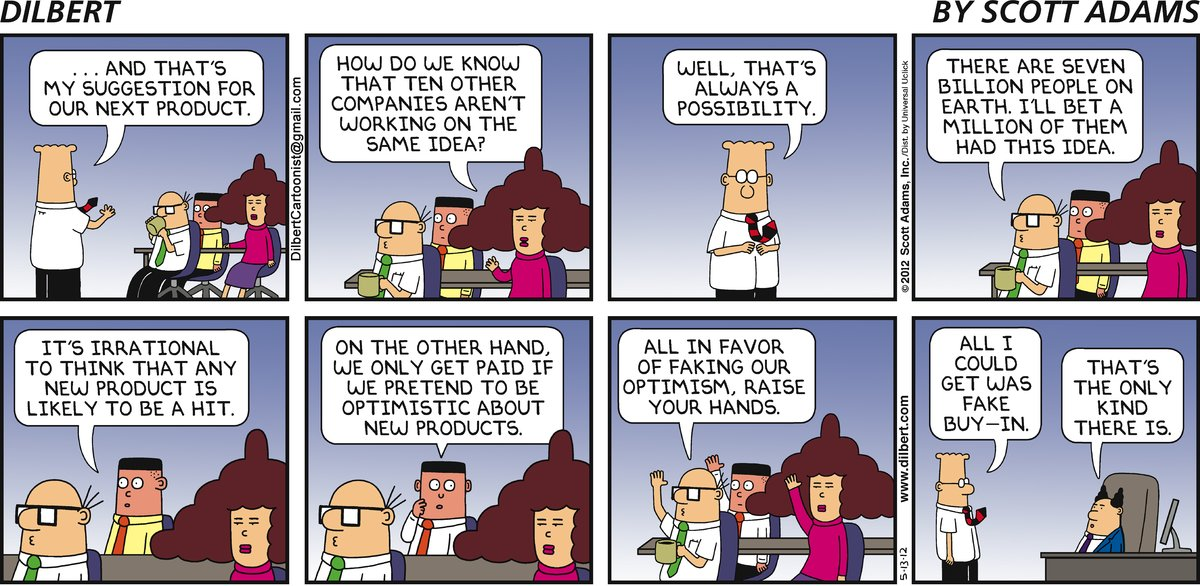 DILBERT
BY SCOTT ADAMS
...AND THAT'S
MY SUGGESTION FOR
OUR NEXT PRODUCT.
DilbertCartoonist@gmail.com
HOW DO WE KNOW
THAT TEN OTHER
COMPANIES AREN'T
WORKING ON THE
SAME IDEA?
WELL, THAT'S
ALWAYS A
POSSIBILITY.
©2012 Scott Adams, Inc./Dist. by Universal Uclick
THERE ARE SEVEN
BILLION PEOPLE ON
EARTH. I'LL BET A
MILLION OF THEM
HAD THIS IDEA.
IT'S IRRATIONAL
TO THINK THAT ANY
NEW PRODUCT IS
LIKELY TO BE A HIT.
ON THE OTHER HAND,
WE ONLY GET PAID IF
WE PRETEND TO BE
OPTIMISTIC ABOUT
NEW PRODUCTS.
ALL IN FAVOR
OF FAKING OUR
OPTIMISM, RAISE
YOUR HANDS.
5-13-12
www.dilbert.com
ALL I
COULD
GET WAS
FAKE
BUY-IN.
THAT'S
THE ONLY
KIND
THERE IS.